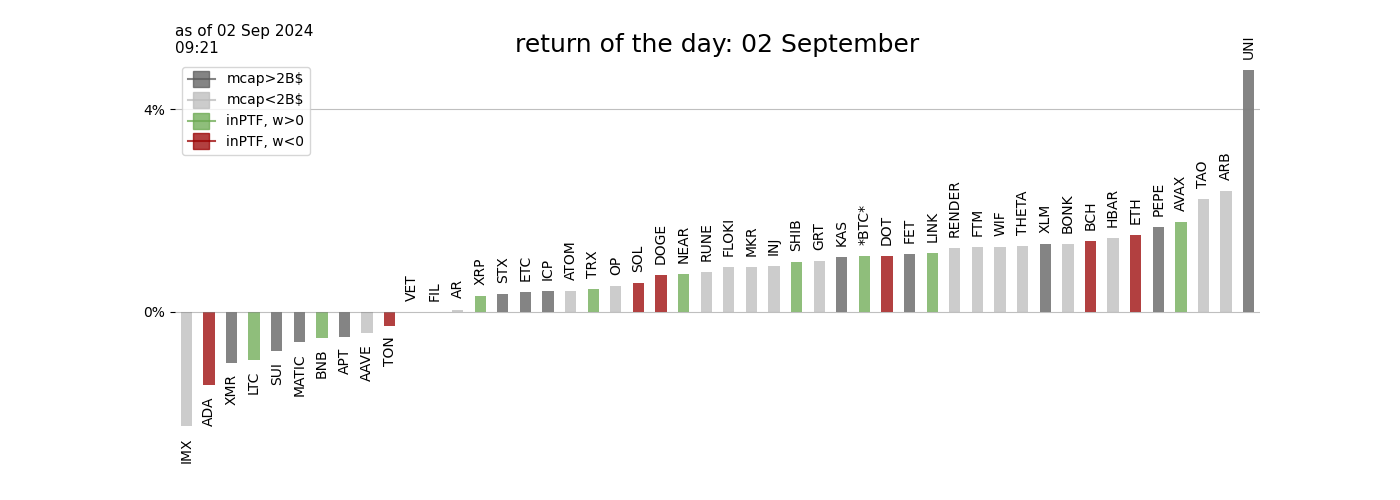 as of 02 Sep 2024
09:21
return of the day: 02 September
mcap>2B$
mcap<2B$
inPTF, w>0
inPTF, w<0
4%
0%
IMX
ADA
XMR
LTC
SUI
MATIC
BNB
APT
AAVE
TON
VET
FIL
AR
XRP
STX
ETC
ICP
ATOM
TRX
OP
SOL
DOGE
NEAR
RUNE
FLOKI
MKR
INJ
SHIB
GRT
KAS
*BTC*
DOT
FET
LINK
RENDER
FTM
WIF
THETA
XLM
BONK
BCH
HBAR
ETH
PEPE
AVAX
TAO
ARB
UNI